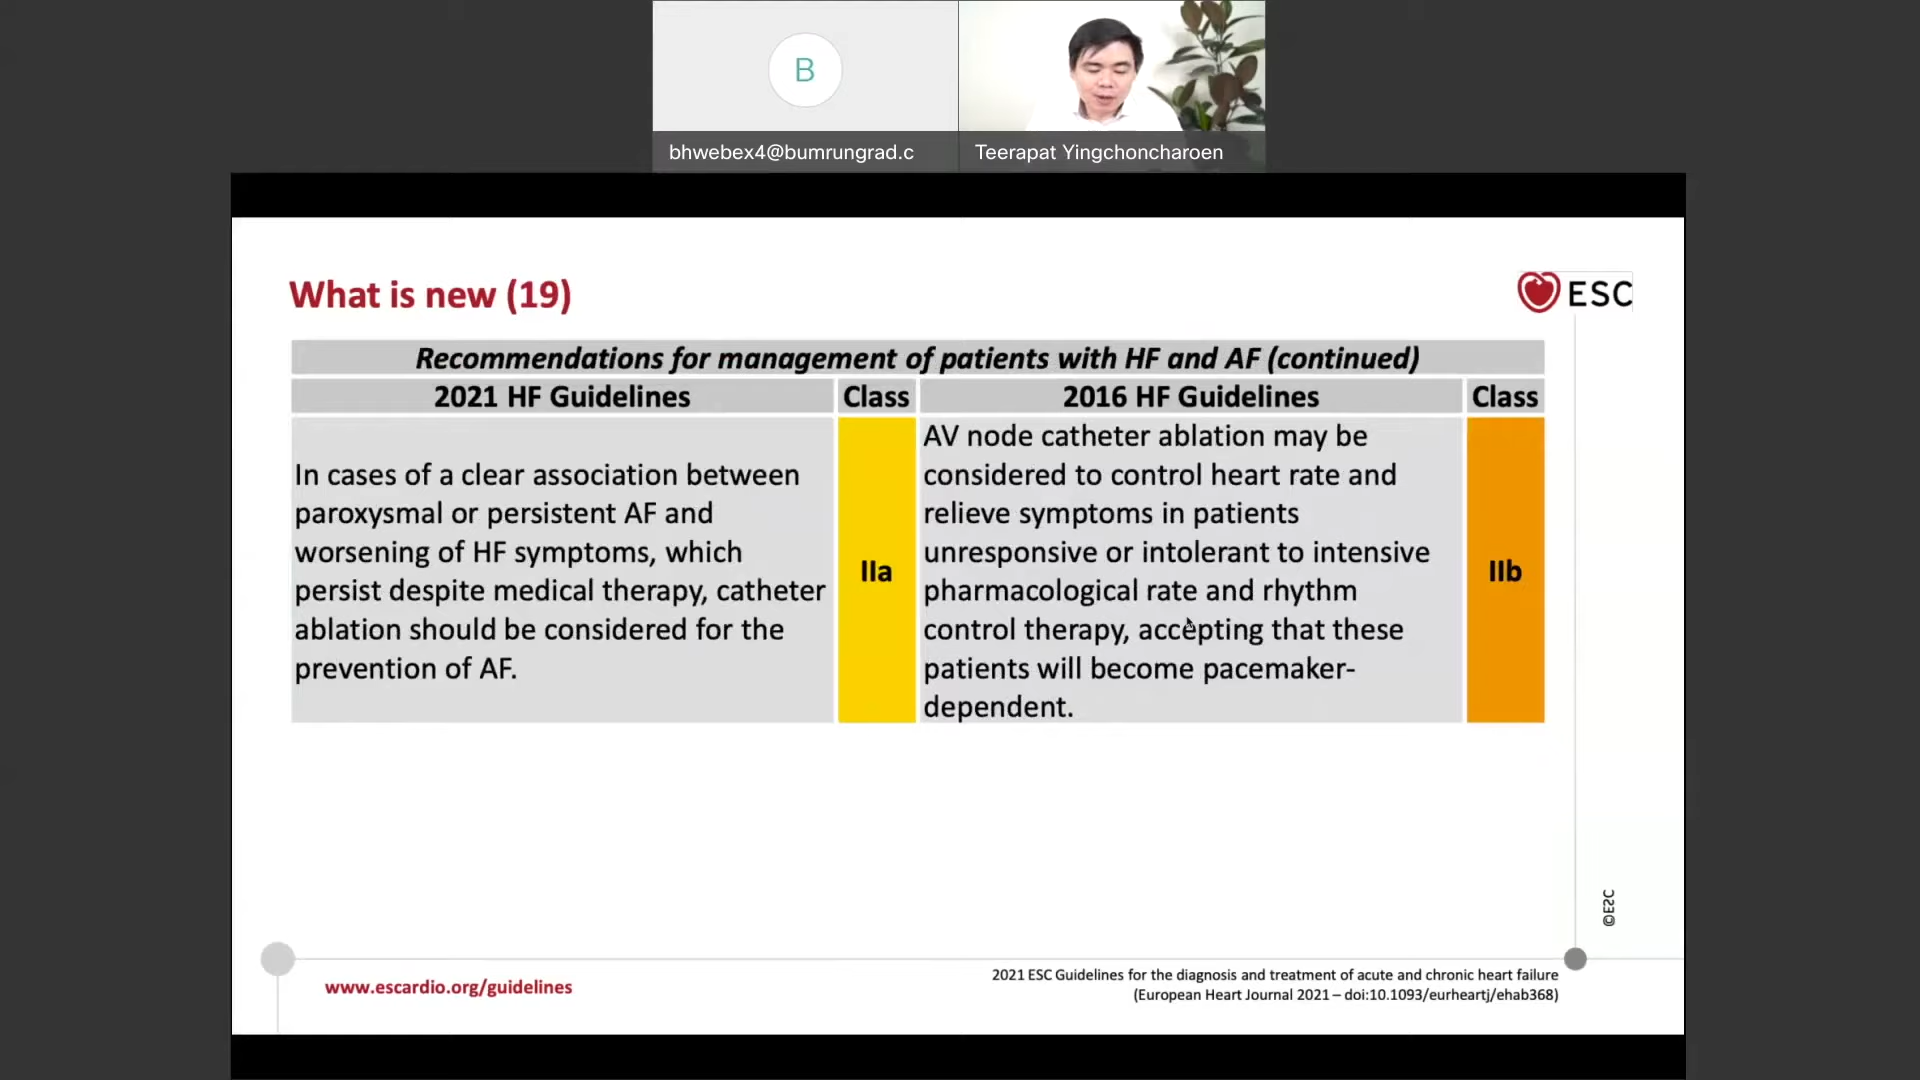 B
bhwebex4@bumrungrad.c
Teerapat Yingchoncharoen
What is new (19)
ESC
Recommendations for management of patients with HF and AF (continued)
2021 HF Guidelines
Class
2016 HF Guidelines
Class
In cases of a clear association between
paroxysmal or persistent AF and
worsening of HF symptoms, which
persist despite medical therapy, catheter
ablation should be considered for the
prevention of AF.
IIa
AV node catheter ablation may be
considered to control heart rate and
relieve symptoms in patients
unresponsive or intolerant to intensive
pharmacological rate and rhythm
control therapy, accepting that these
patients will become pacemaker-
dependent.
IIb
©ESC
www.escardio.org/guidelines
2021 ESC Guidelines for the diagnosis and treatment of acute and chronic heart failure
(European Heart Journal 2021 – doi:10.1093/eurheartj/ehab368)